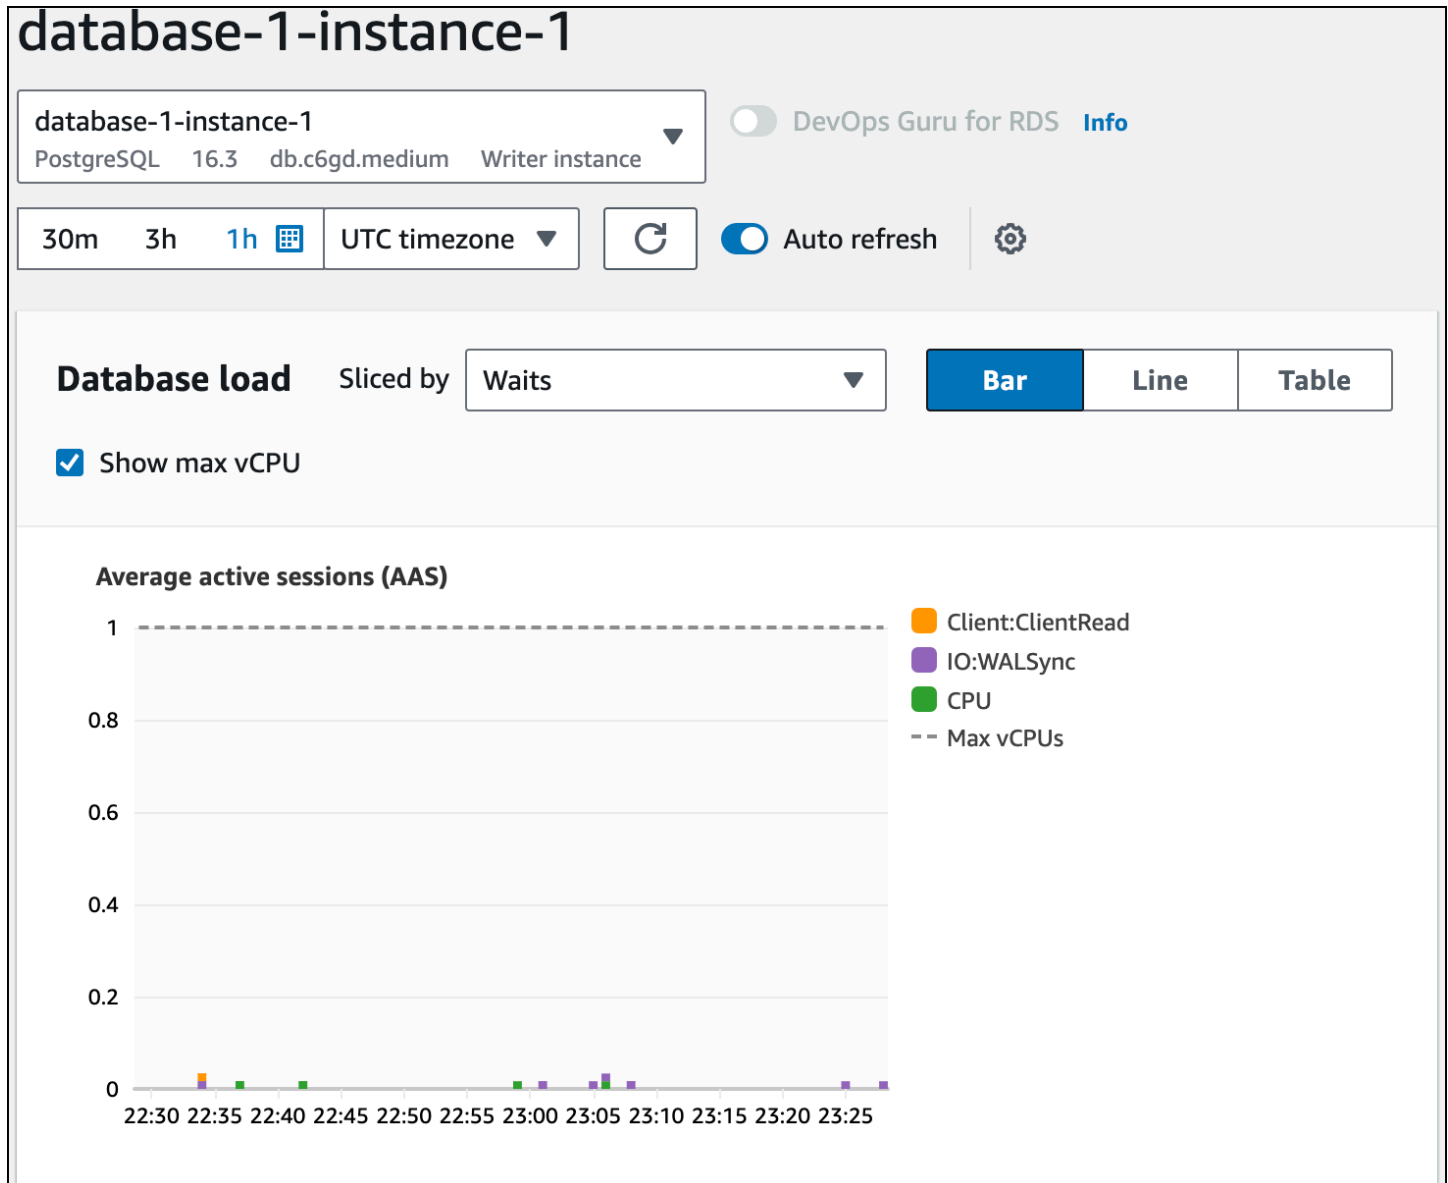 database-1-instance-1
database-1-instance-1
PostgreSQL 16.3 db.c6gd.medium Writer instance
DevOps Guru for RDS Info
30m 3h 1h UTC timezone Auto refresh
Database load Sliced by Waits Bar Line Table
Show max vCPU
Average active sessions (AAS)
1
0.8
0.6
0.4
0.2
0
22:30 22:35 22:40 22:45 22:50 22:55 23:00 23:05 23:10 23:15 23:20 23:25
Client:ClientRead
IO:WALSync
CPU
Max vCPUs